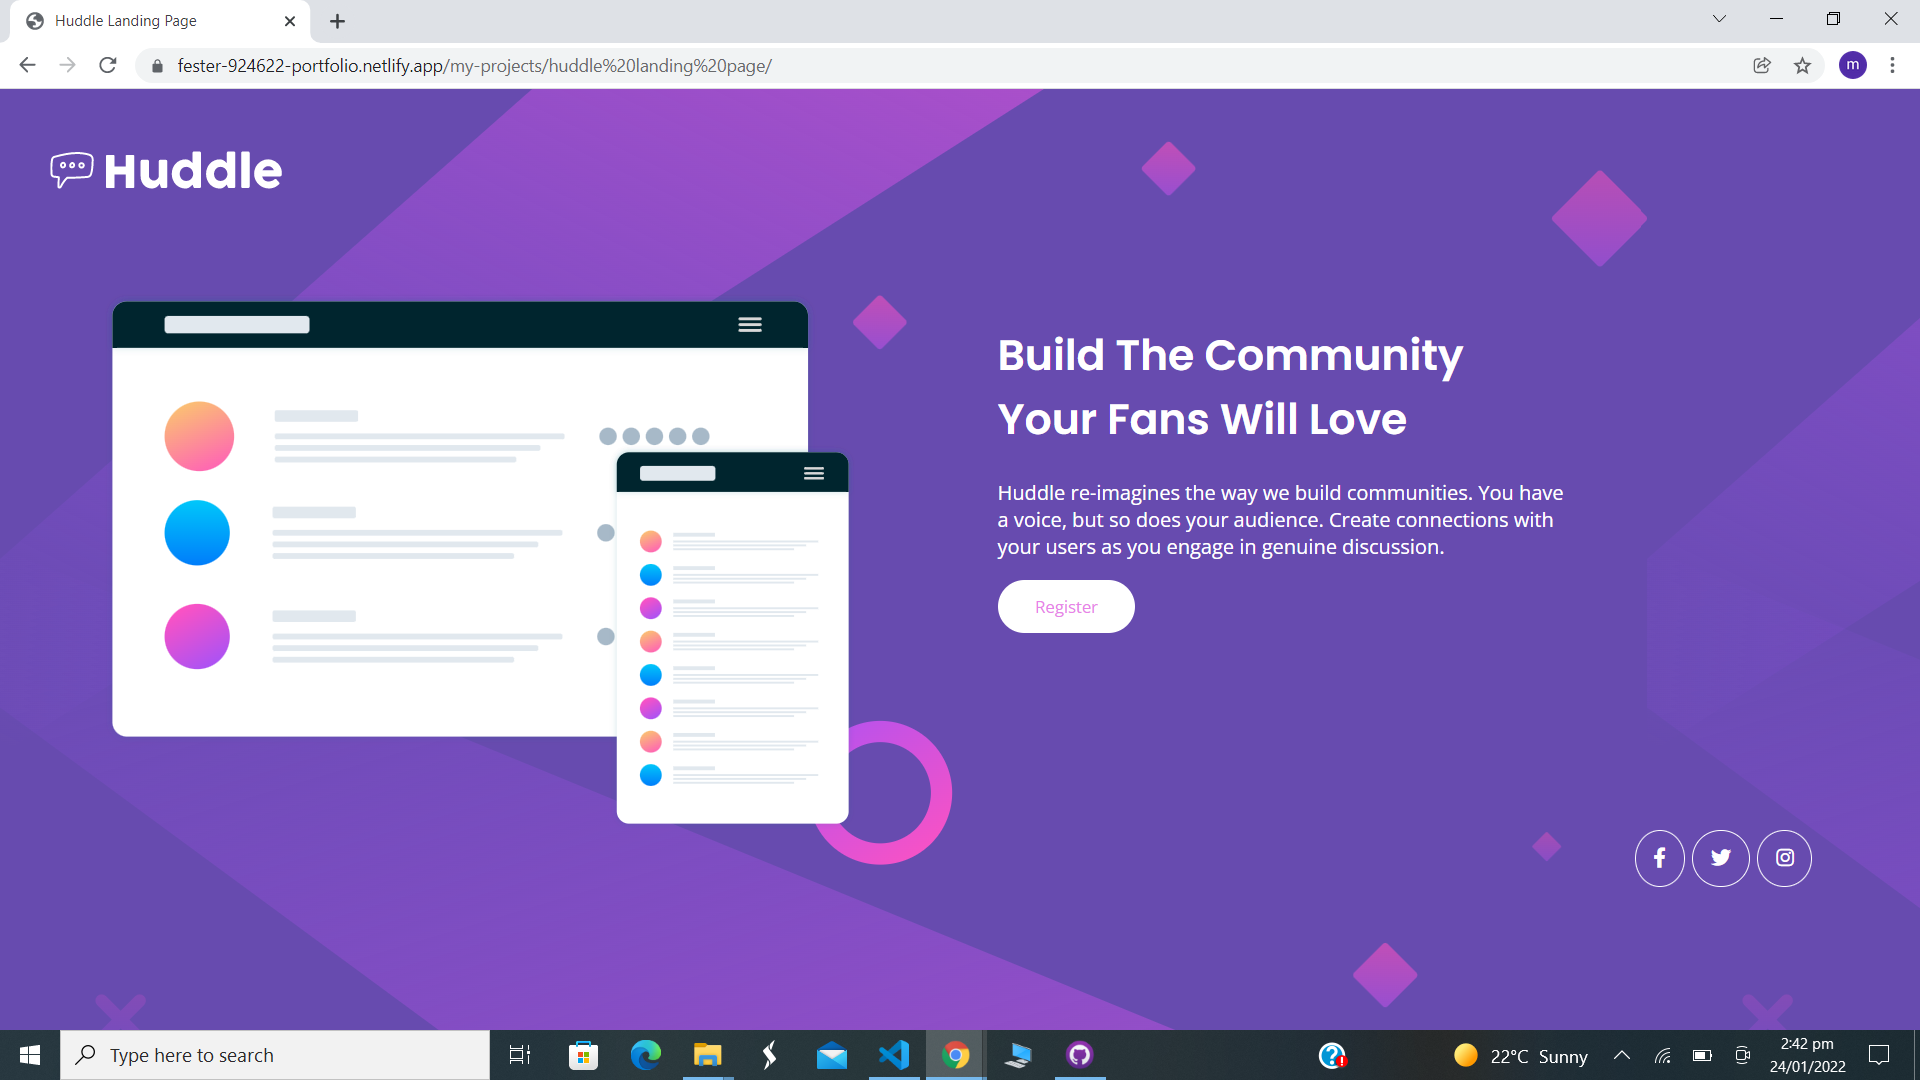 Huddle Landing Page
fester-924622-portfolio.netlify.app/my-projects/huddle%20landing%20page/
m
Huddle
Build The Community
Your Fans Will Love
Huddle re-imagines the way we build communities. You have
a voice, but so does your audience. Create connections with
your users as you engage in genuine discussion.
Register
Type here to search
22°C Sunny
2:42 pm
24/01/2022